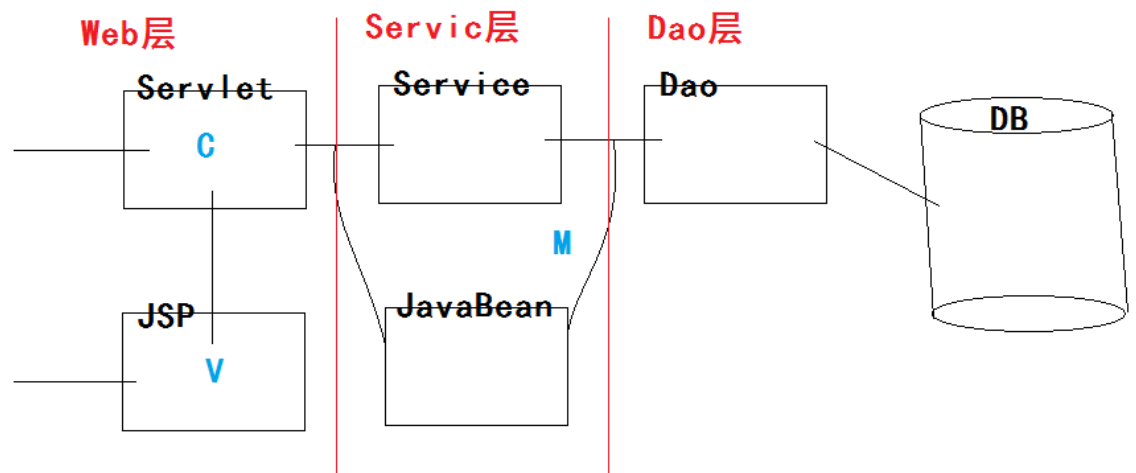 Web层
Servic层
Dao层
Servlet
Service
Dao
DB
C
M
JSP
JavaBean
V